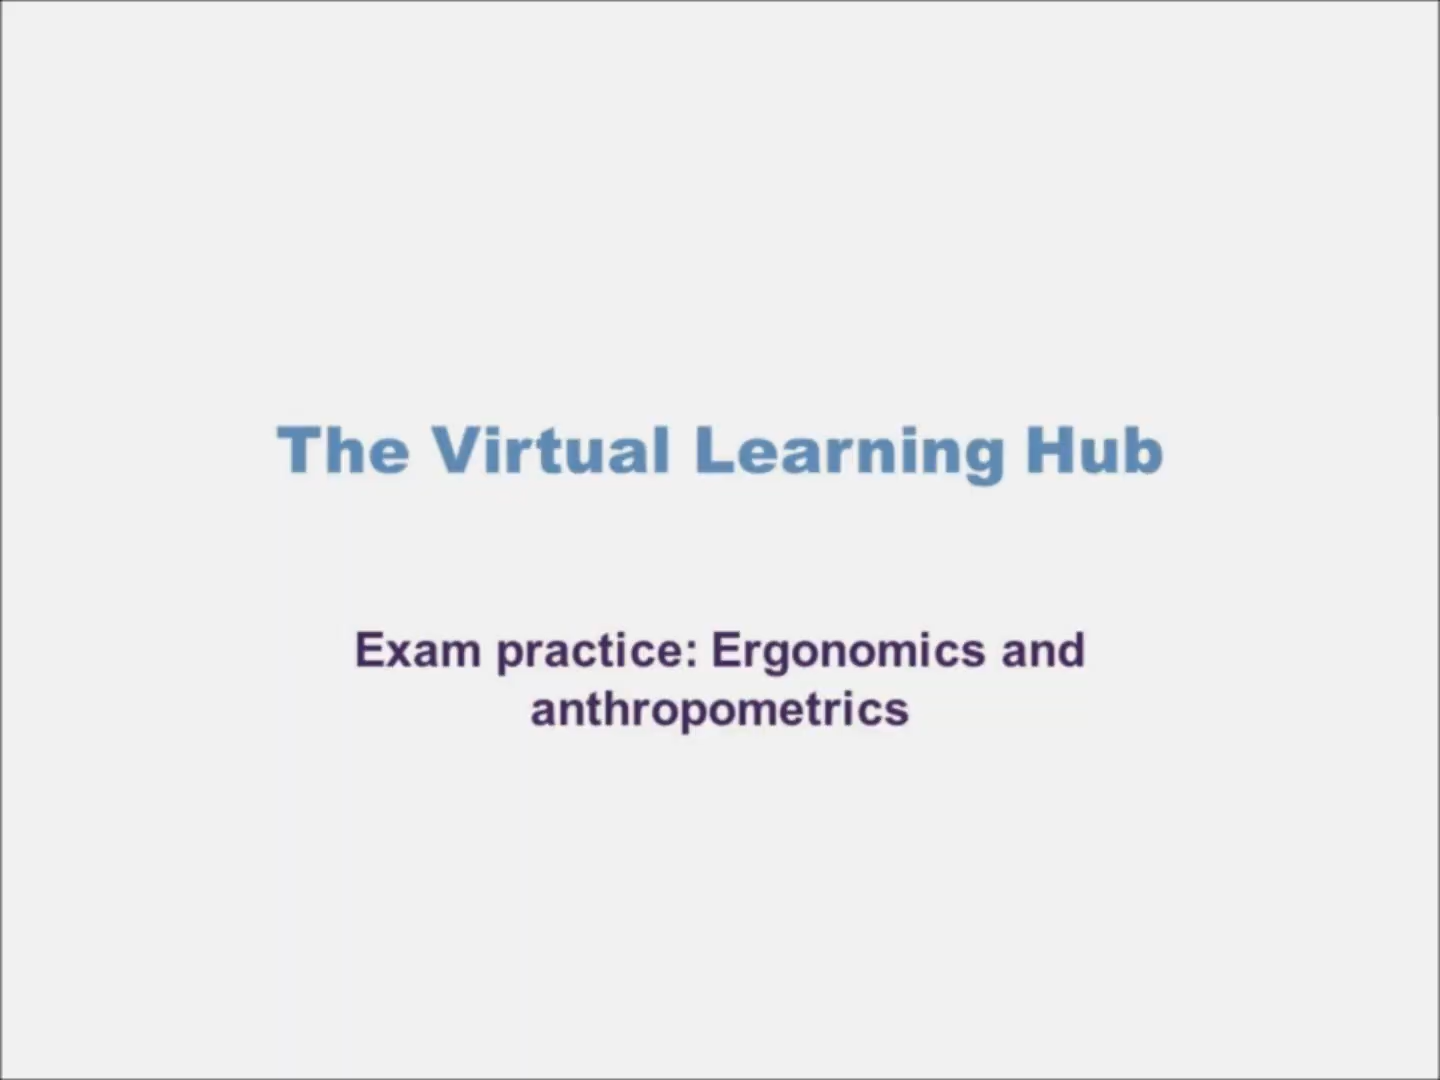 The Virtual Learning Hub
Exam practice: Ergonomics and
anthropometrics